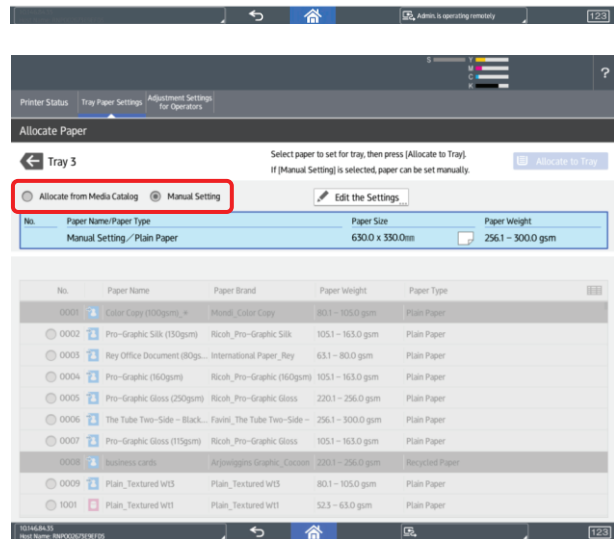 Admin. is operating remotely
123
S Y
M
C
K
?
Printer Status Tray Paper Settings Adjustment Settings for Operators
Allocate Paper
Tray 3
Select paper to set for tray, then press [Allocate to Tray].
If [Manual Setting] is selected, paper can be set manually.
Allocate to Tray
Allocate from Media Catalog Manual Setting
Edit the Settings
No. Paper Name/Paper Type Paper Size Paper Weight
Manual Setting／Plain Paper 630.0 x 330.0mm 256.1 − 300.0 gsm
No. Paper Name Paper Brand Paper Weight Paper Type
0001 Color Copy (100gsm)_* Mondi_Color Copy 80.1 − 105.0 gsm Plain Paper
0002 Pro-Graphic Silk (150gsm) Ricoh_Pro-Graphic Silk 105.1 − 163.0 gsm Plain Paper
0003 Rey Office Document (80gs... International Paper_Rey 63.1 − 80.0 gsm Plain Paper
0004 Pro-Graphic (160gsm) Ricoh_Pro-Graphic (160gsm) 105.1 − 163.0 gsm Plain Paper
0005 Pro-Graphic Gloss (250gsm) Ricoh_Pro-Graphic Gloss 220.1 − 256.0 gsm Plain Paper
0006 The Tube Two-Side - Black... Favini_The Tube Two-Side - 256.1 − 300.0 gsm Plain Paper
0007 Pro-Graphic Gloss (115gsm) Ricoh_Pro-Graphic Gloss 105.1 − 163.0 gsm Plain Paper
0008 business cards Arjowiggins Graphic_Cocoon 220.1 − 256.0 gsm Recycled Paper
0009 Plain_Textured Wt3 Plain_Textured Wt3 80.1 − 105.0 gsm Plain Paper
1001 Plain_Textured Wt1 Plain_Textured Wt1 52.3 − 63.0 gsm Plain Paper
10.146.84.35
Host Name: RNP002673E9EFD5
123